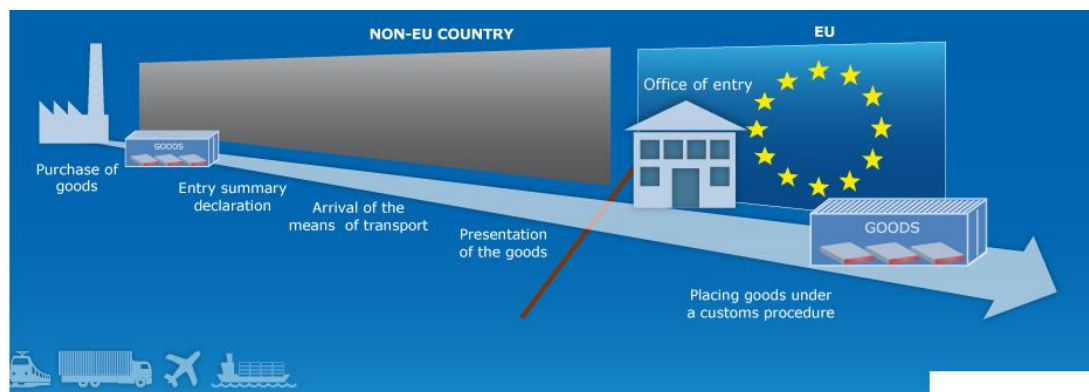 NON-EU COUNTRY
EU
Office of entry
GOODS
Purchase of
goods
Entry summary
declaration
Arrival of the
means of transport
Presentation
of the goods
GOODS
Placing goods under
a customs procedure